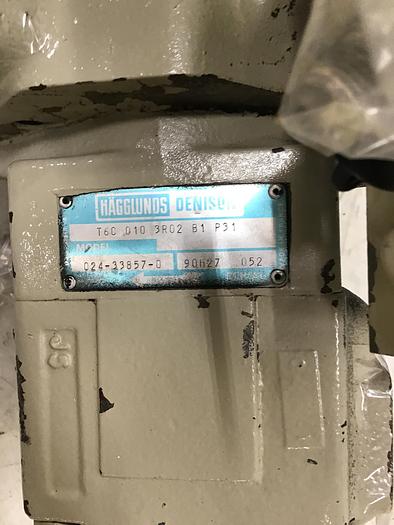 HÄGGLUNDS DENISON
T6C 010 3R02 B1 P31
MODEL
024-33857-0 90H27 052